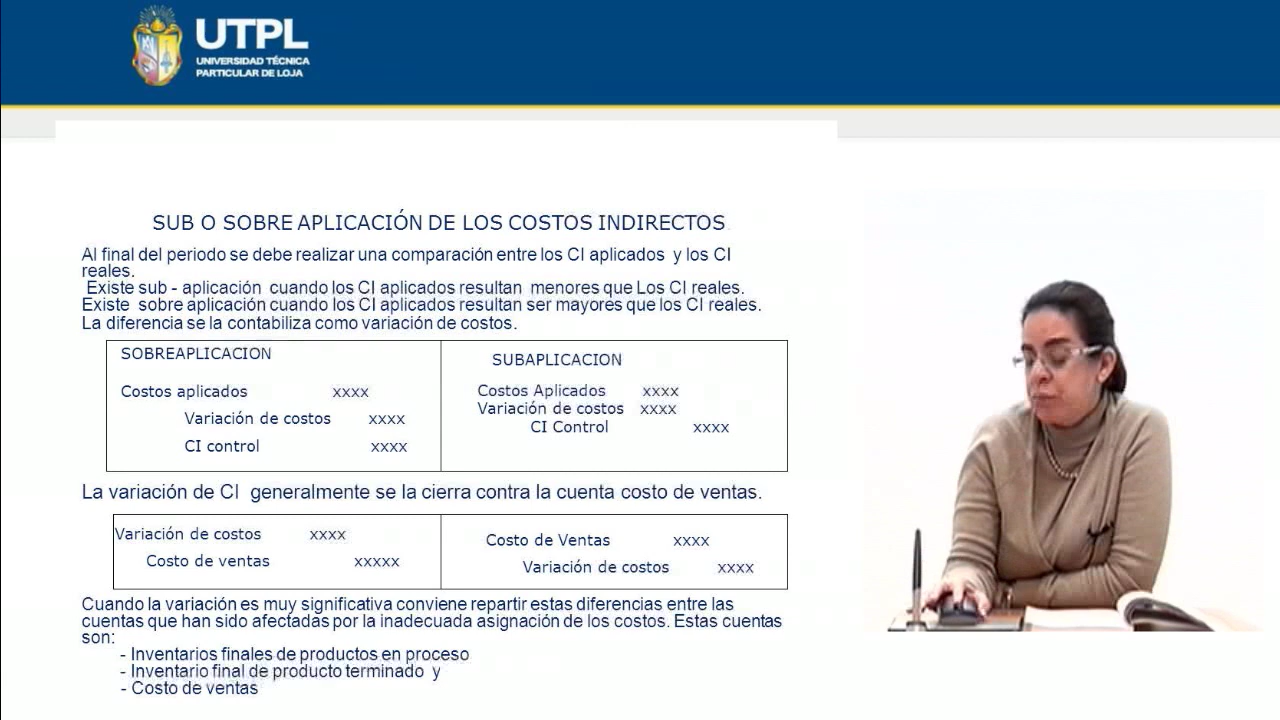 UTPL
UNIVERSIDAD TÉCNICA
PARTICULAR DE LOJA
SUB O SOBRE APLICACIÓN DE LOS COSTOS INDIRECTOS
Al final del periodo se debe realizar una comparación entre los CI aplicados y los CI
reales.
Existe sub - aplicación cuando los CI aplicados resultan menores que Los CI reales.
Existe sobre aplicación cuando los CI aplicados resultan ser mayores que los CI reales.
La diferencia se la contabiliza como variación de costos.
SOBREAPLICACION
Costos aplicados xxxx
Variación de costos xxxx
CI control xxxx
SUBAPLICACION
Costos Aplicados xxxx
Variación de costos xxxx
CI Control xxxx
La variación de CI generalmente se la cierra contra la cuenta costo de ventas.
Variación de costos xxxx
Costo de ventas xxxxx
Costo de Ventas xxxx
Variación de costos xxxx
Cuando la variación es muy significativa conviene repartir estas diferencias entre las
cuentas que han sido afectadas por la inadecuada asignación de los costos. Estas cuentas
son:
- Inventarios finales de productos en proceso
- Inventario final de producto terminado y
- Costo de ventas